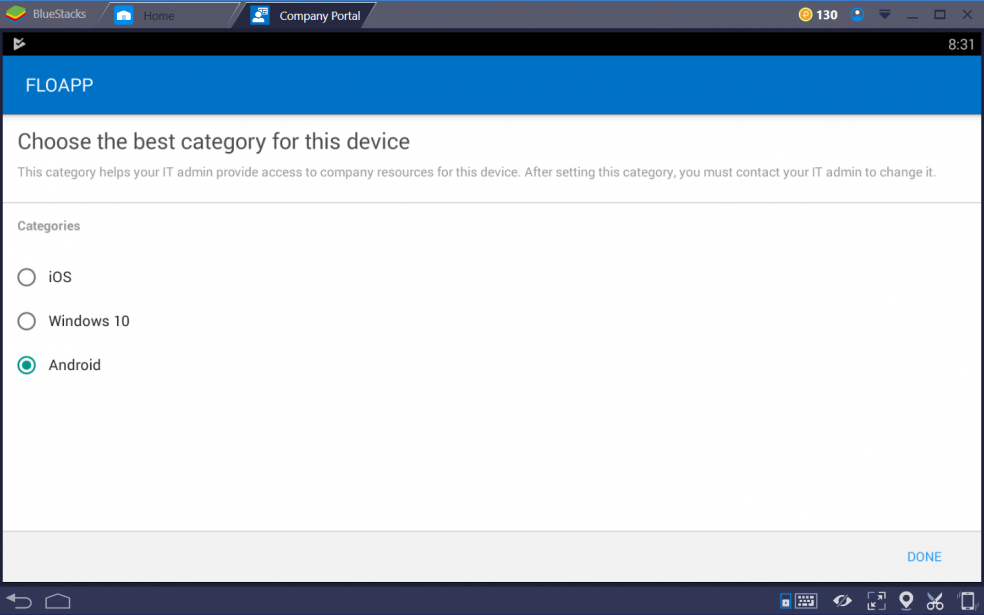 BlueStacks Home Company Portal 130
8:31
FLOAPP
Choose the best category for this device
This category helps your IT admin provide access to company resources for this device. After setting this category, you must contact your IT admin to change it.
Categories
iOS
Windows 10
Android
DONE